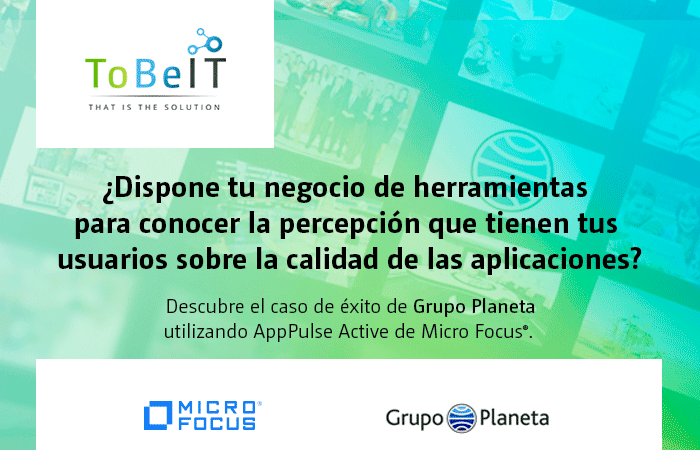 ToBeIT
THAT IS THE SOLUTION
¿Dispone tu negocio de herramientas
para conocer la percepción que tienen tus
usuarios sobre la calidad de las aplicaciones?
Descubre el caso de éxito de Grupo Planeta
utilizando AppPulse Active de Micro Focus®.
MICRO®
FOCUS
Grupo Planeta